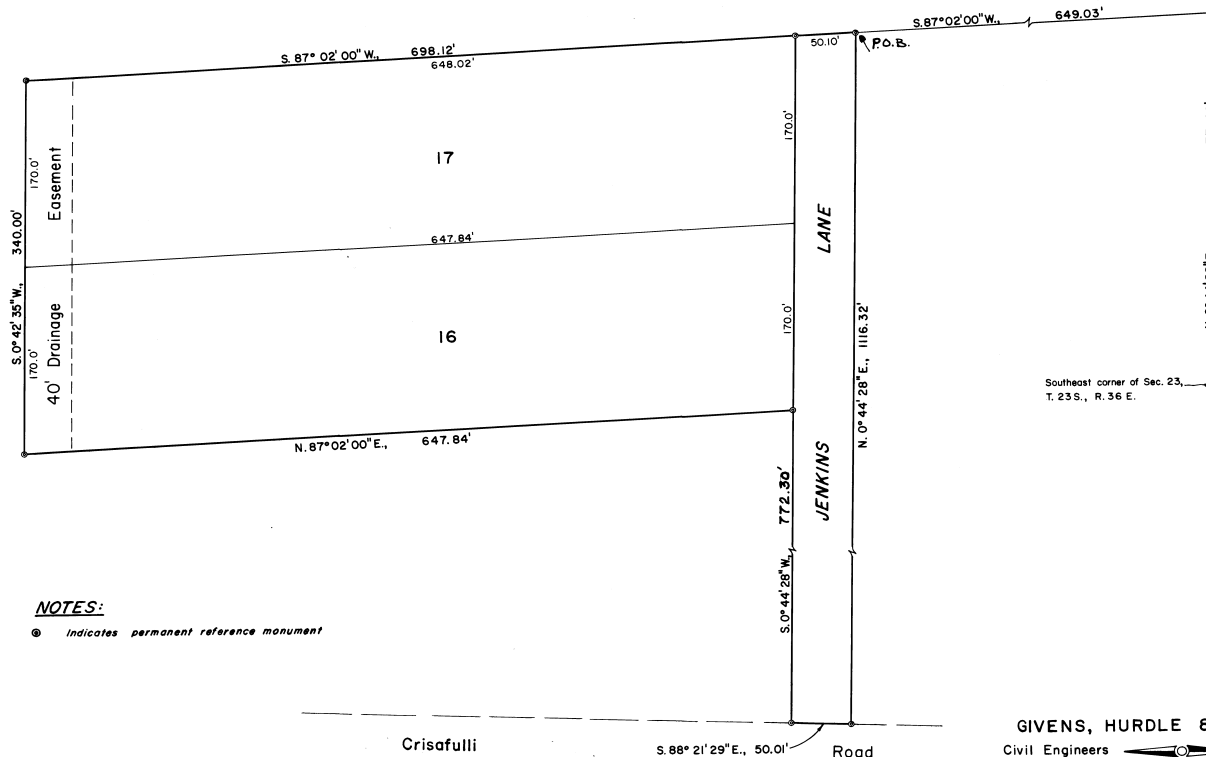 S. 87° 02' 00" W., 649.03'
S. 87° 02' 00" W., 698.12'
648.02'
50.10'
P.O.B.
170.0'
170.0'
17
Easement
LANE
340.00'
647.84'
S. 0° 42' 35" W.,
170.0'
40' Drainage
16
170.0'
N. 0° 44' 28" E., 1116.32'
Southeast corner of Sec. 23,
T. 23 S., R. 36 E.
N. 87° 02' 00" E., 647.84'
772.30'
JENKINS
S. 0° 44' 28" W.,
NOTES:
Indicates permanent reference monument
Crisafulli Road
S. 88° 21' 29" E., 50.01'
GIVENS, HURDLE &
Civil Engineers